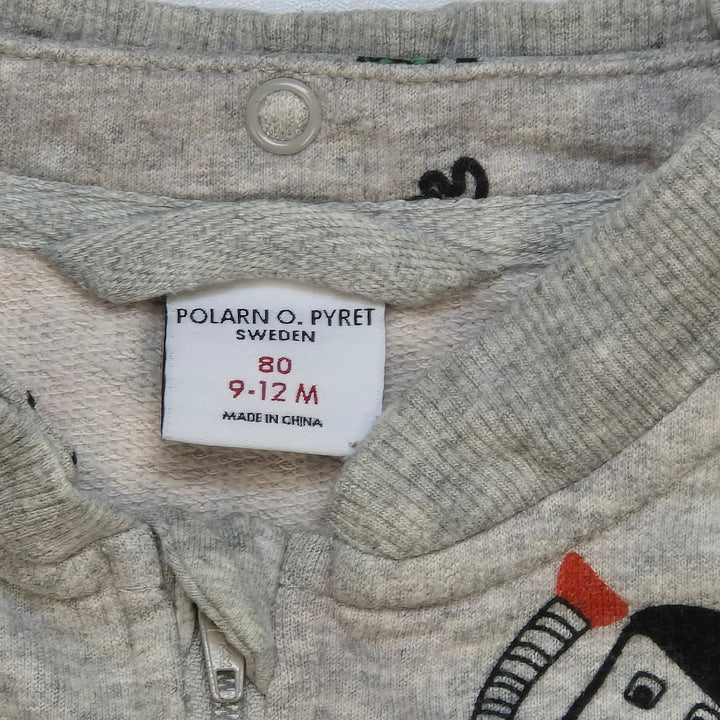 POLARN O. PYRET
SWEDEN
80
9-12 M
MADE IN CHINA